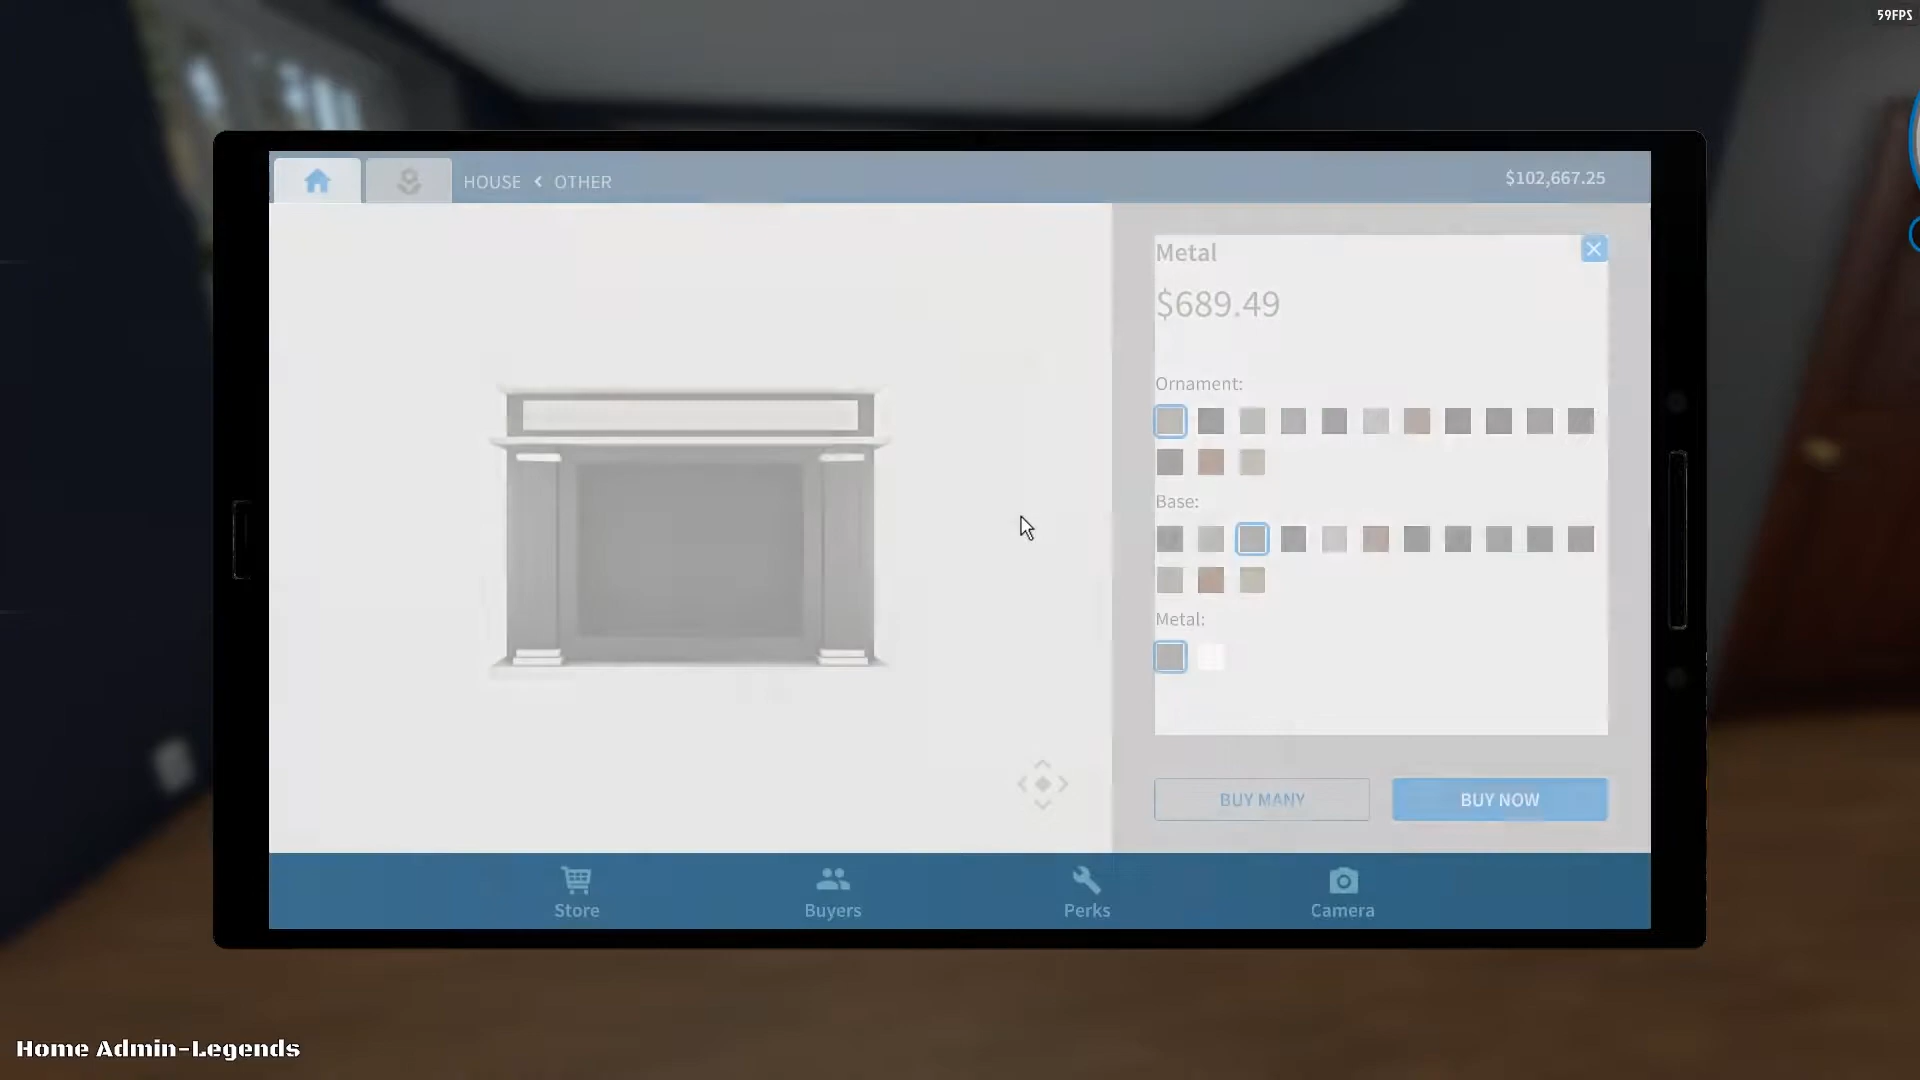 59FPS
HOUSE < OTHER
$102,667.25
Metal
$689.49
Ornament:
Base:
Metal:
BUY MANY
BUY NOW
Store
Buyers
Perks
Camera
Home Admin-Legends